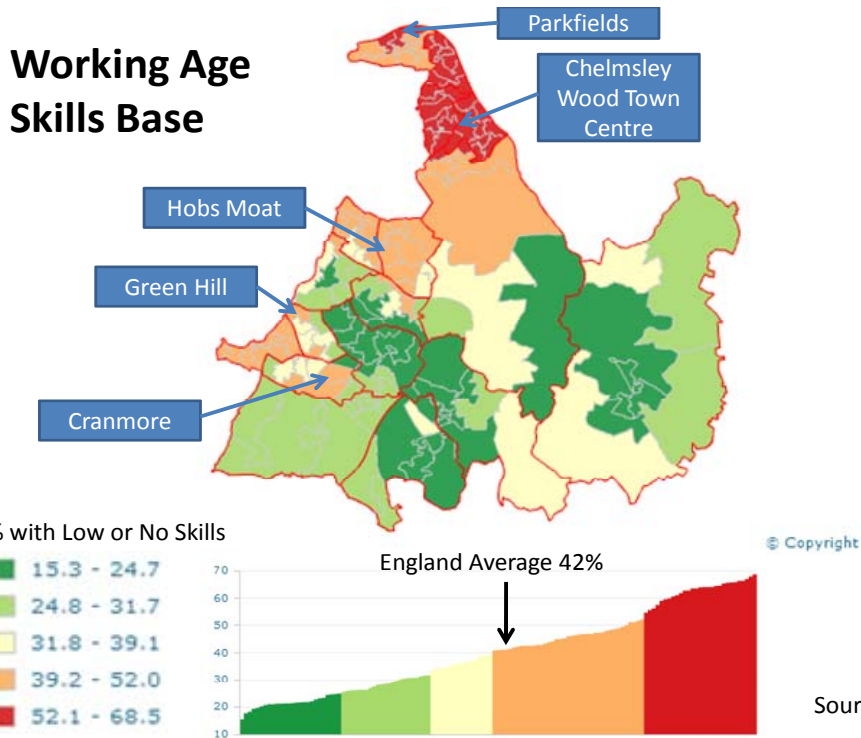 Working Age
Skills Base
Parkfields
Chelmsley
Wood Town
Centre
Hobs Moat
Green Hill
Cranmore
% with Low or No Skills
15.3 - 24.7
24.8 - 31.7
31.8 - 39.1
39.2 - 52.0
52.1 - 68.5
England Average 42%
70
60
50
40
30
20
10
© Copyright
Sour